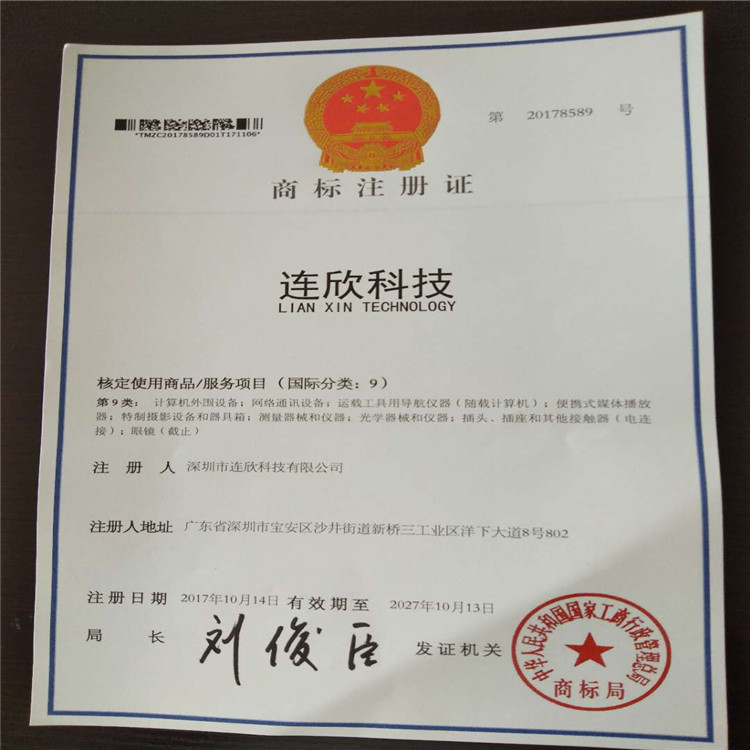 *TMZC20178589D01T171106*
第 20178589 号
商标注册证
连欣科技
LIAN XIN TECHNOLOGY
核定使用商品/服务项目（国际分类：9）
第9类：计算机外围设备；网络通讯设备；运载工具用导航仪器（随载计算机）；便携式媒体播放
器；特制摄影设备和器具箱；测量器械和仪器；光学器械和仪器；插头、插座和其他接触器（电连
接）；眼镜（截止）
注册人 深圳市连欣科技有限公司
注册人地址 广东省深圳市宝安区沙井街道新桥三工业区洋下大道8号802
注册日期 2017年10月14日 有效期至 2027年10月13日
局长 刘俊臣 发证机关
中华人民共和国国家工商行政管理总局
商标局